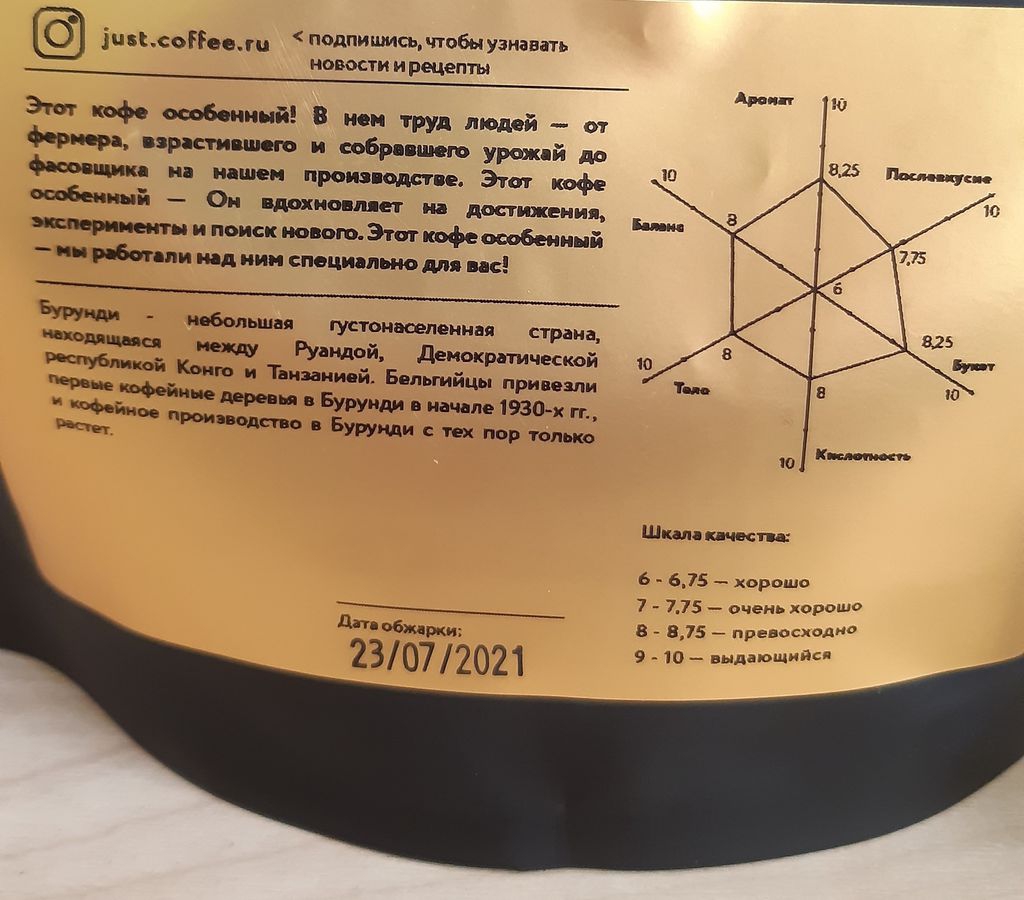 just.coffee.ru
< подпишись, чтобы узнавать
новости и рецепты
Этот кофе особенный! В нем труд людей — от
фермера, взрастившего и собравшего урожай до
фасовщика на нашем производстве. Этот кофе
особенный — Он вдохновляет на достижения,
эксперименты и поиск нового. Этот кофе особенный
— мы работали над ним специально для вас!
Бурунди - небольшая густонаселенная страна,
находящаяся между Руандой, Демократической
республикой Конго и Танзанией. Бельгийцы привезли
первые кофейные деревья в Бурунди в начале 1930-х гг.,
и кофейное производство в Бурунди с тех пор только
растет.
Дата обжарки:
23/07/2021
Аромат
10
8,25
Послевкусие
10
7,75
Баланс
10
8
6
8,25
Букет
10
10
8
Тело
8
10
Кислотность
Шкала качества:
6 - 6,75 — хорошо
7 - 7,75 — очень хорошо
8 - 8,75 — превосходно
9 - 10 — выдающийся